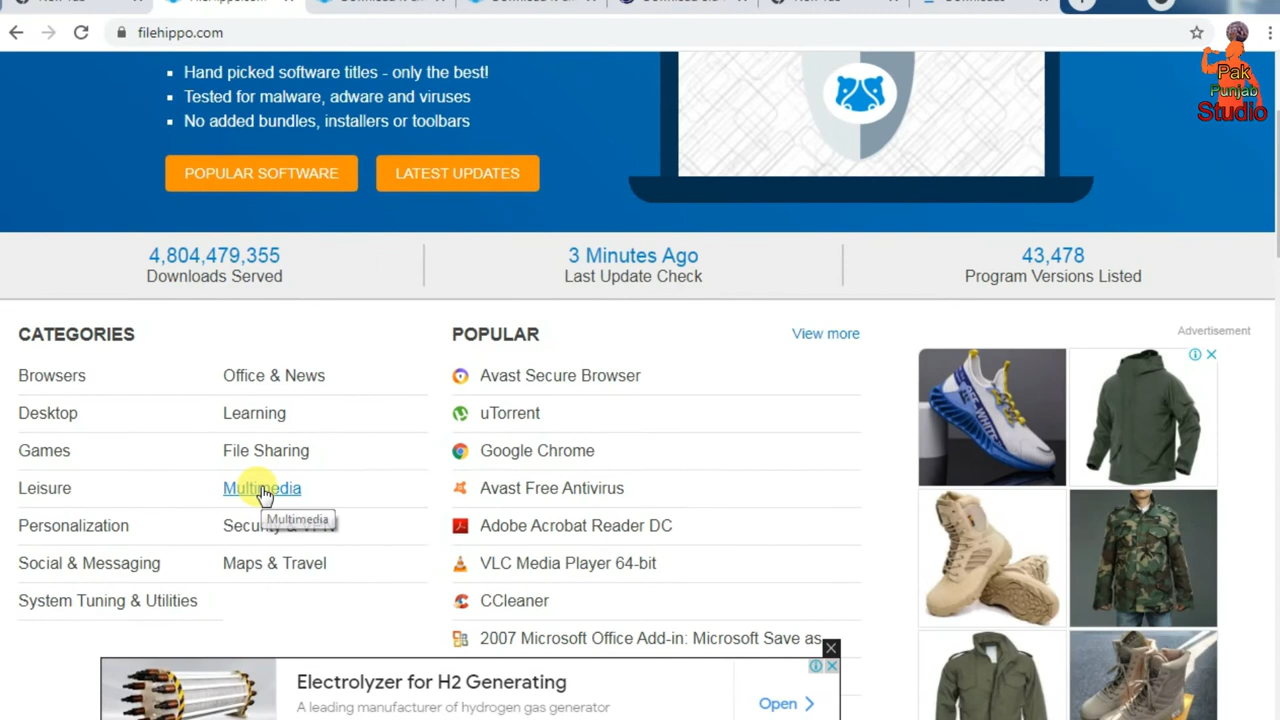 filehippo.com
Pak
Punjab
Studio
Hand picked software titles - only the best!
Tested for malware, adware and viruses
No added bundles, installers or toolbars
POPULAR SOFTWARE
LATEST UPDATES
4,804,479,355
Downloads Served
3 Minutes Ago
Last Update Check
43,478
Program Versions Listed
CATEGORIES
Browsers
Office & News
Desktop
Learning
Games
File Sharing
Leisure
Multimedia
Multimedia
Personalization
Social & Messaging
Maps & Travel
System Tuning & Utilities
POPULAR
View more
Avast Secure Browser
uTorrent
Google Chrome
Avast Free Antivirus
Adobe Acrobat Reader DC
VLC Media Player 64-bit
CCleaner
2007 Microsoft Office Add-in: Microsoft Save as
Advertisement
Electrolyzer for H2 Generating
A leading manufacturer of hydrogen gas generator
Open